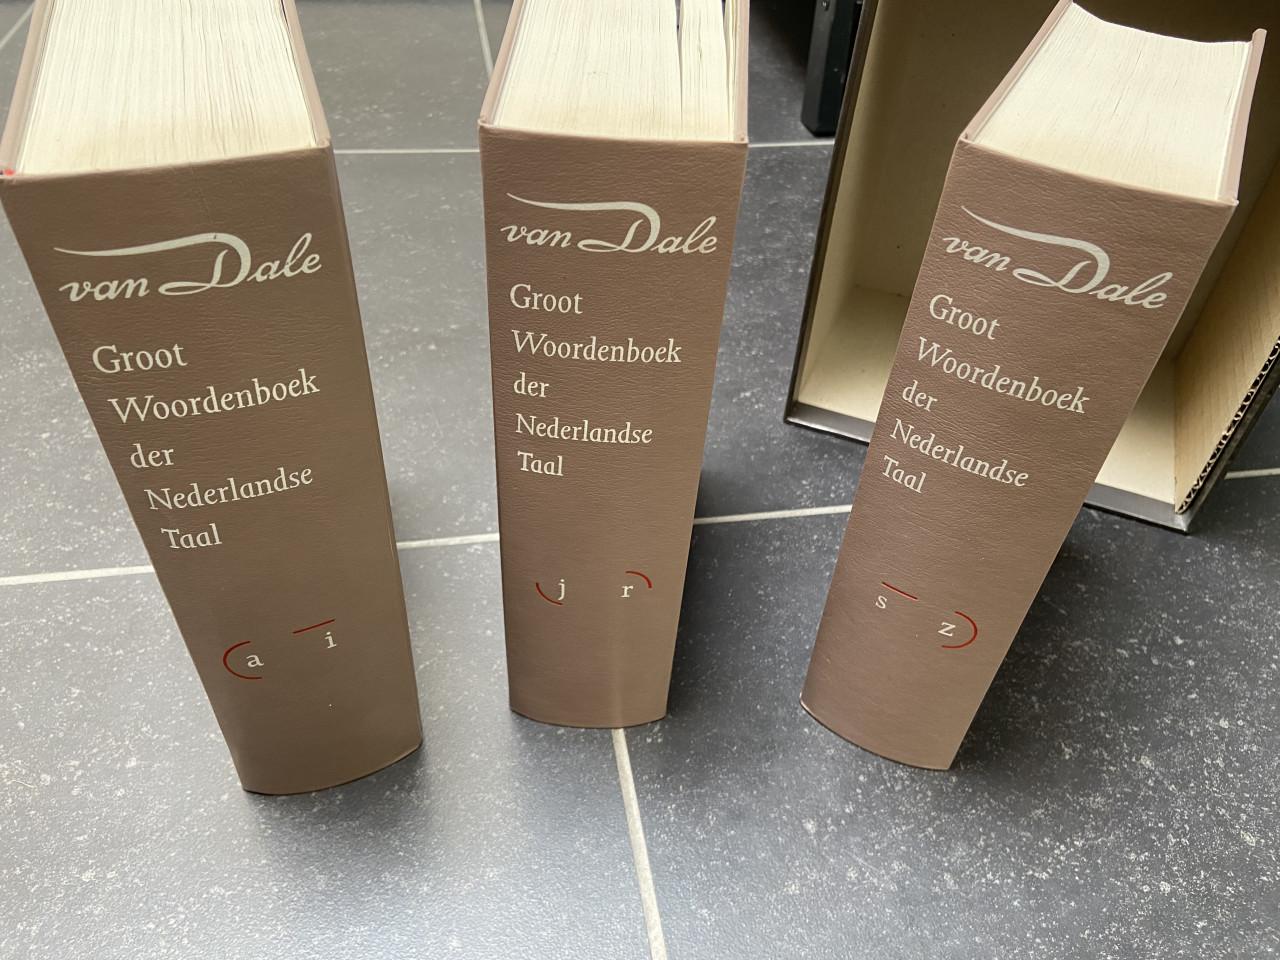 van Dale
Groot
Woordenboek
der
Nederlandse
Taal
a i
van Dale
Groot
Woordenboek
der
Nederlandse
Taal
j r
van Dale
Groot
Woordenboek
der
Nederlandse
Taal
s z